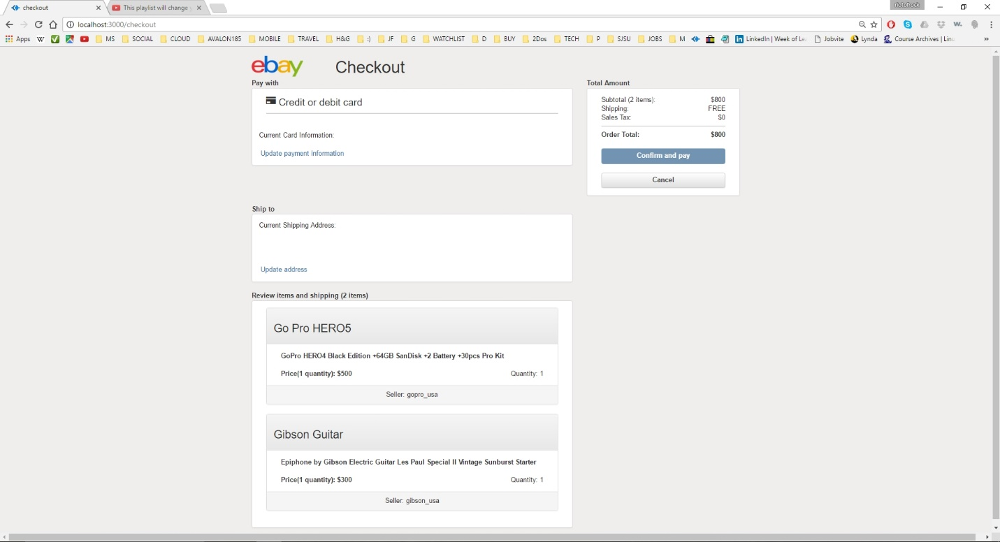 checkout
This playlist will change
localhost:3000/checkout
Apps W MS SOCIAL CLOUD AVALON185 MOBILE TRAVEL H&G :) JF G WATCHLIST D BUY 2Dos TECH P SJSU JOBS M in LinkedIn | Week of Le Jobvite Lynda Course Archives | Linu »
ebay Checkout
Pay with
Total Amount
Credit or debit card
Subtotal (2 items): $800
Shipping: FREE
Sales Tax: $0
Current Card Information:
Order Total: $800
Update payment information
Confirm and pay
Cancel
Ship to
Current Shipping Address:
Update address
Review items and shipping (2 items)
Go Pro HERO5
GoPro HERO4 Black Edition +64GB SanDisk +2 Battery +30pcs Pro Kit
Price(1 quantity): $500 Quantity: 1
Seller: gopro_usa
Gibson Guitar
Epiphone by Gibson Electric Guitar Les Paul Special II Vintage Sunburst Starter
Price(1 quantity): $300 Quantity: 1
Seller: gibson_usa